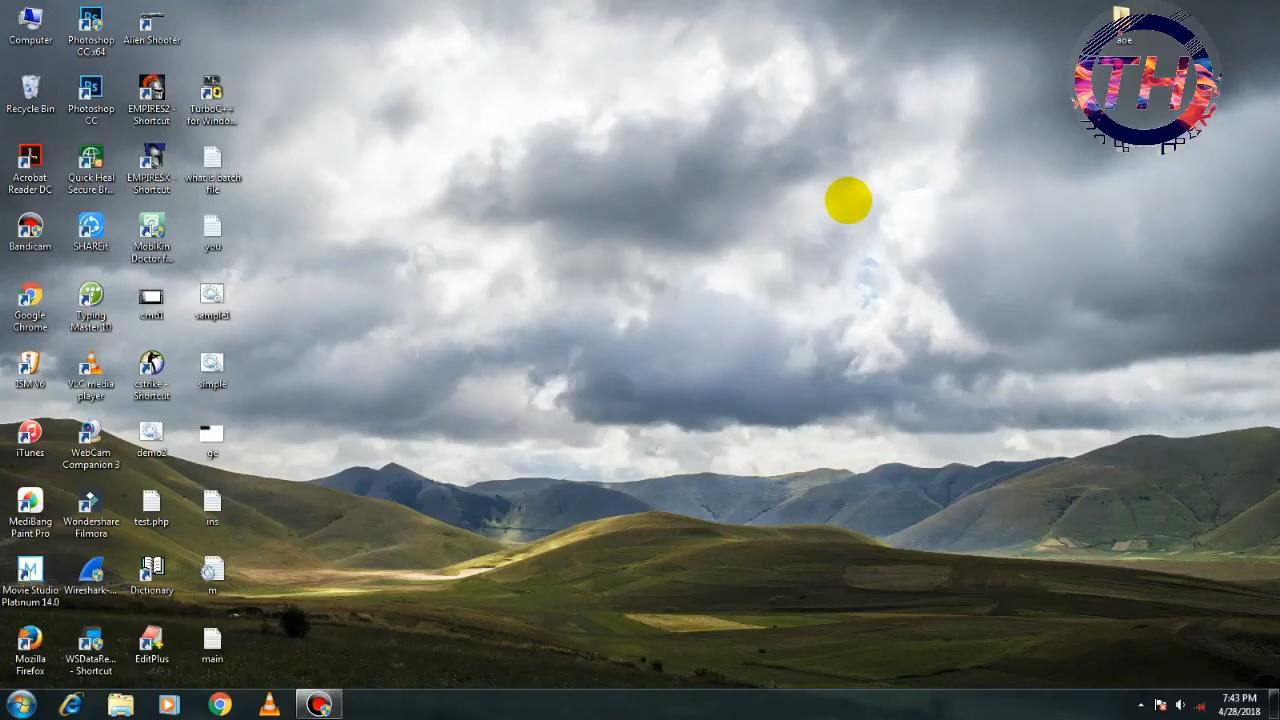 Computer
Photoshop
CC x64
Alien Shooter
aoe
TH
Recycle Bin
Photoshop
CC
EMPIRES2 -
Shortcut
TurboC++
for Windo...
Acrobat
Reader DC
Quick Heal
Secure Br...
EMPIRESX -
Shortcut
what is batch
file
Bandicam
SHAREit
MobiKin
Doctor f...
you
Google
Chrome
Typing
Master10
cmd1
sample1
ISM V6
VLC media
player
cstrike -
Shortcut
simple
iTunes
WebCam
Companion 3
demo2
ge
MediBang
Paint Pro
Wondershare
Filmora
test.php
ins
Movie Studio
Platinum 14.0
Wireshark-...
Dictionary
m
Mozilla
Firefox
WSDataRe...
- Shortcut
EditPlus
main
7:43 PM
4/28/2018